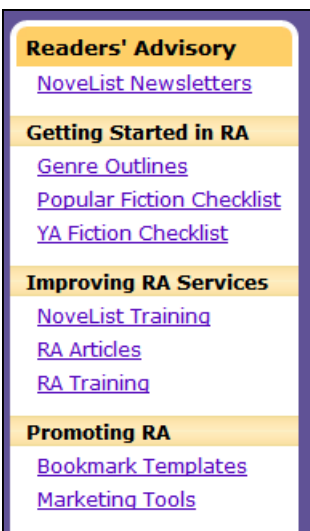 Readers' Advisory
NoveList Newsletters
Getting Started in RA
Genre Outlines
Popular Fiction Checklist
YA Fiction Checklist
Improving RA Services
NoveList Training
RA Articles
RA Training
Promoting RA
Bookmark Templates
Marketing Tools